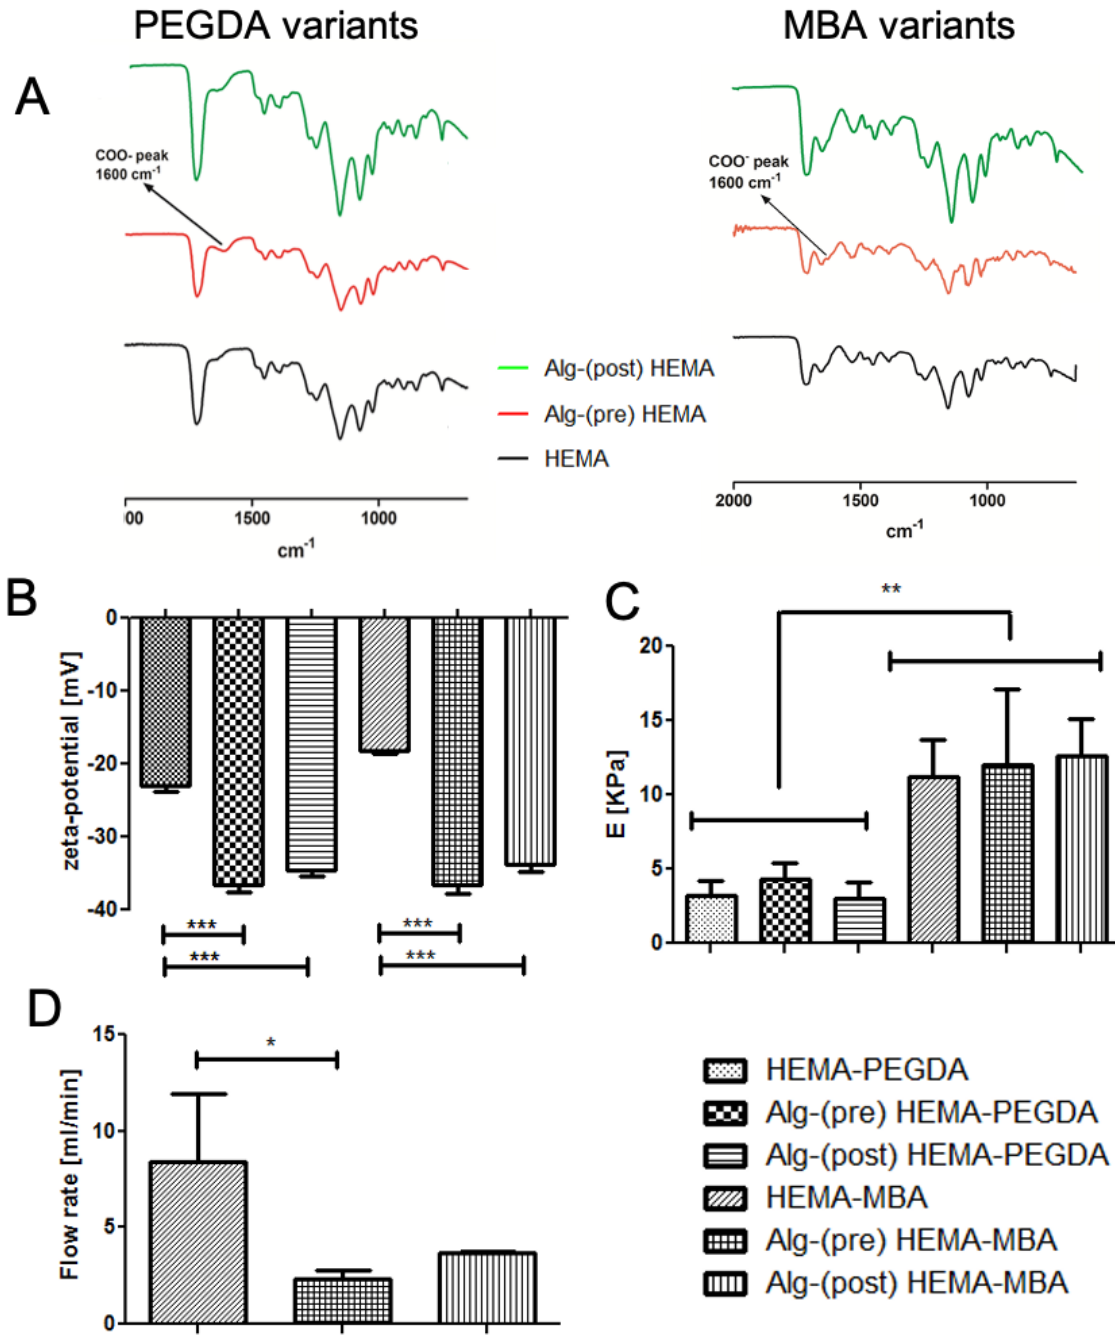 PEGDA variants
MBA variants
A
COO- peak
1600 cm-1
COO- peak
1600 cm-1
Alg-(post) HEMA
Alg-(pre) HEMA
HEMA
00
1500
1000
cm-1
2000
1500
1000
cm-1
B
0
-10
-20
-30
-40
zeta-potential [mV]
***
***
***
***
C
**
20
15
10
5
0
E [KPa]
D
15
10
5
0
Flow rate [ml/min]
*
HEMA-PEGDA
Alg-(pre) HEMA-PEGDA
Alg-(post) HEMA-PEGDA
HEMA-MBA
Alg-(pre) HEMA-MBA
Alg-(post) HEMA-MBA